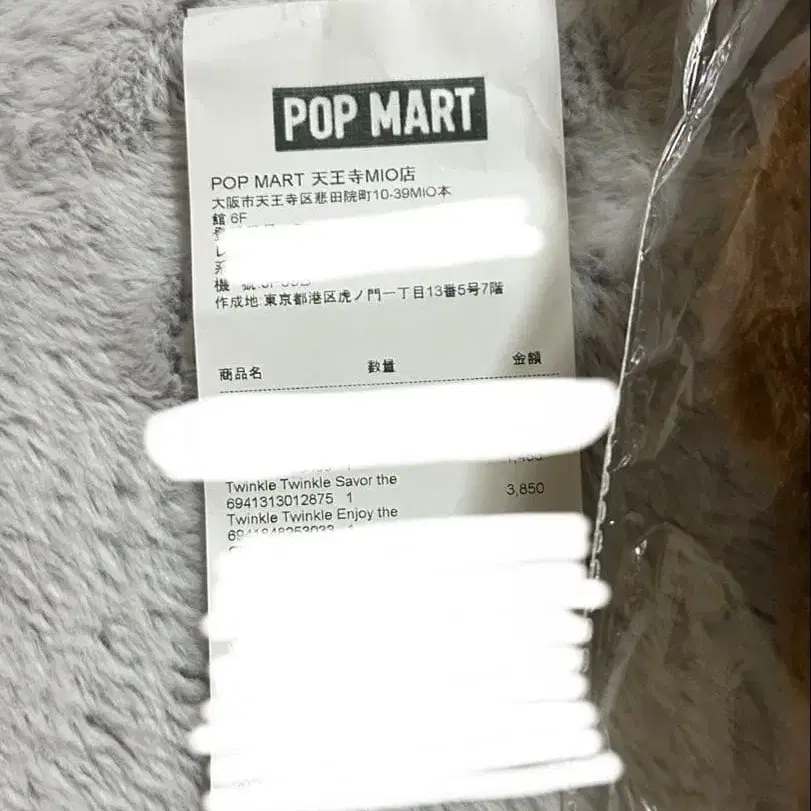 POP MART
POP MART 天王寺MIO店
大阪市天王寺区悲田院町10-39MIO本
館 6F
作成地:東京都港区虎ノ門一丁目13番5号7階
商品名 数量 金額
Twinkle Twinkle Savor the
6941313012875 1 3,850
Twinkle Twinkle Enjoy the